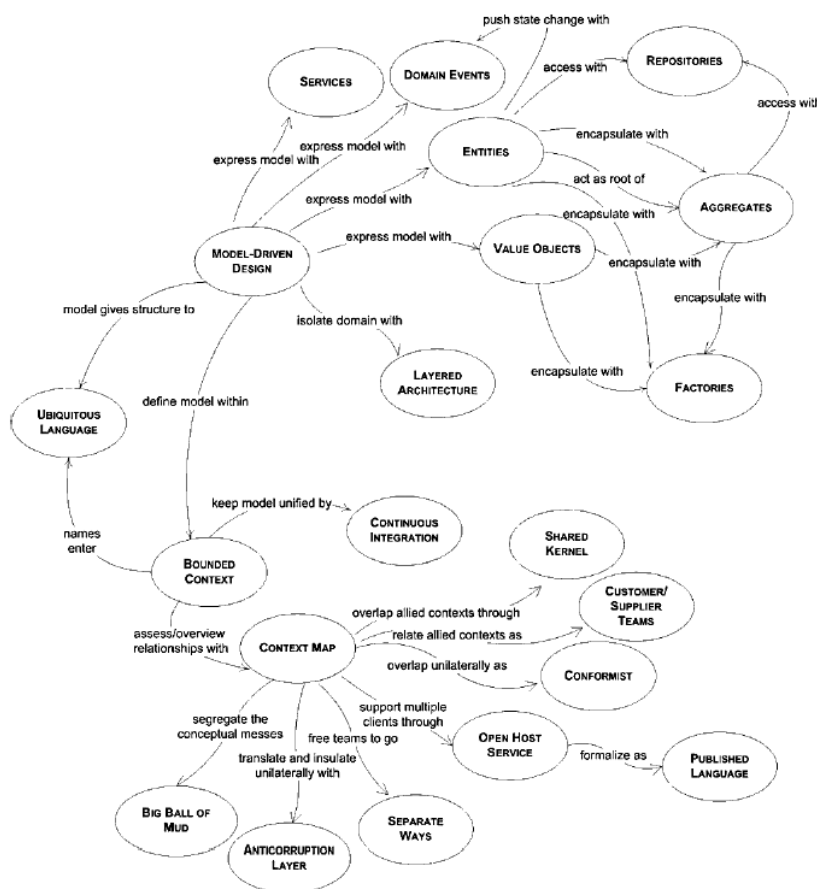 push state change with
SERVICES
DOMAIN EVENTS
REPOSITORIES
access with
access with
express model with
express model with
ENTITIES
encapsulate with
act as root of
AGGREGATES
express model with
encapsulate with
MODEL-DRIVEN
DESIGN
express model with
VALUE OBJECTS
encapsulate with
encapsulate with
model gives structure to
isolate domain with
LAYERED
ARCHITECTURE
encapsulate with
FACTORIES
UBIQUITOUS
LANGUAGE
define model within
keep model unified by
CONTINUOUS
INTEGRATION
names
enter
BOUNDED
CONTEXT
SHARED
KERNEL
CUSTOMER/
SUPPLIER
TEAMS
overlap allied contexts through
assess/overview
relationships with
CONTEXT MAP
relate allied contexts as
overlap unilaterally as
CONFORMIST
segregate the
conceptual messes
support multiple
clients through
free teams to go
OPEN HOST
SERVICE
formalize as
PUBLISHED
LANGUAGE
translate and insulate
unilaterally with
BIG BALL OF
MUD
SEPARATE
WAYS
ANTICORRUPTION
LAYER